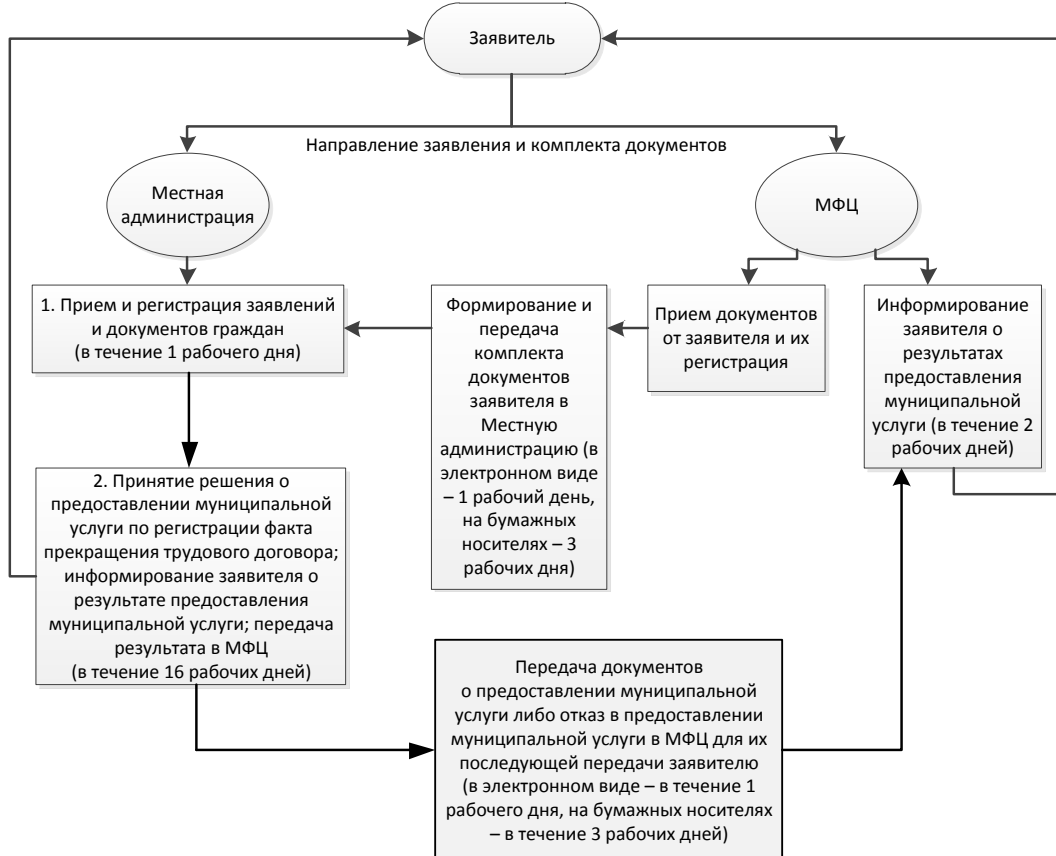 Заявитель
Направление заявления и комплекта документов
Местная
администрация
МФЦ
1. Прием и регистрация заявлений
и документов граждан
(в течение 1 рабочего дня)
Формирование и
передача
комплекта
документов
заявителя в
Местную
администрацию (в
электронном виде
– 1 рабочий день,
на бумажных
носителях – 3
рабочих дня)
Прием документов
от заявителя и их
регистрация
Информирование
заявителя о
результатах
предоставления
муниципальной
услуги (в течение 2
рабочих дней)
2. Принятие решения о
предоставлении муниципальной
услуги по регистрации факта
прекращения трудового договора;
информирование заявителя о
результате предоставления
муниципальной услуги; передача
результата в МФЦ
(в течение 16 рабочих дней)
Передача документов
о предоставлении муниципальной
услуги либо отказ в предоставлении
муниципальной услуги в МФЦ для их
последующей передачи заявителю
(в электронном виде – в течение 1
рабочего дня, на бумажных носителях
– в течение 3 рабочих дней)